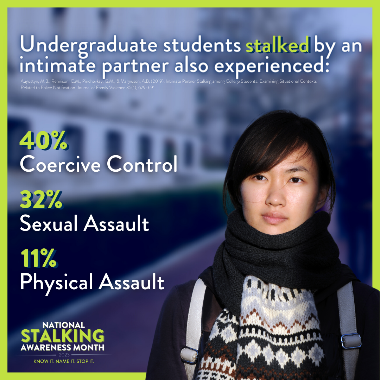 Undergraduate students stalked by an
intimate partner also experienced:
40%
Coercive Control
32%
Sexual Assault
11%
Physical Assault
NATIONAL
STALKING
AWARENESS MONTH
KNOW IT. NAME IT. STOP IT.